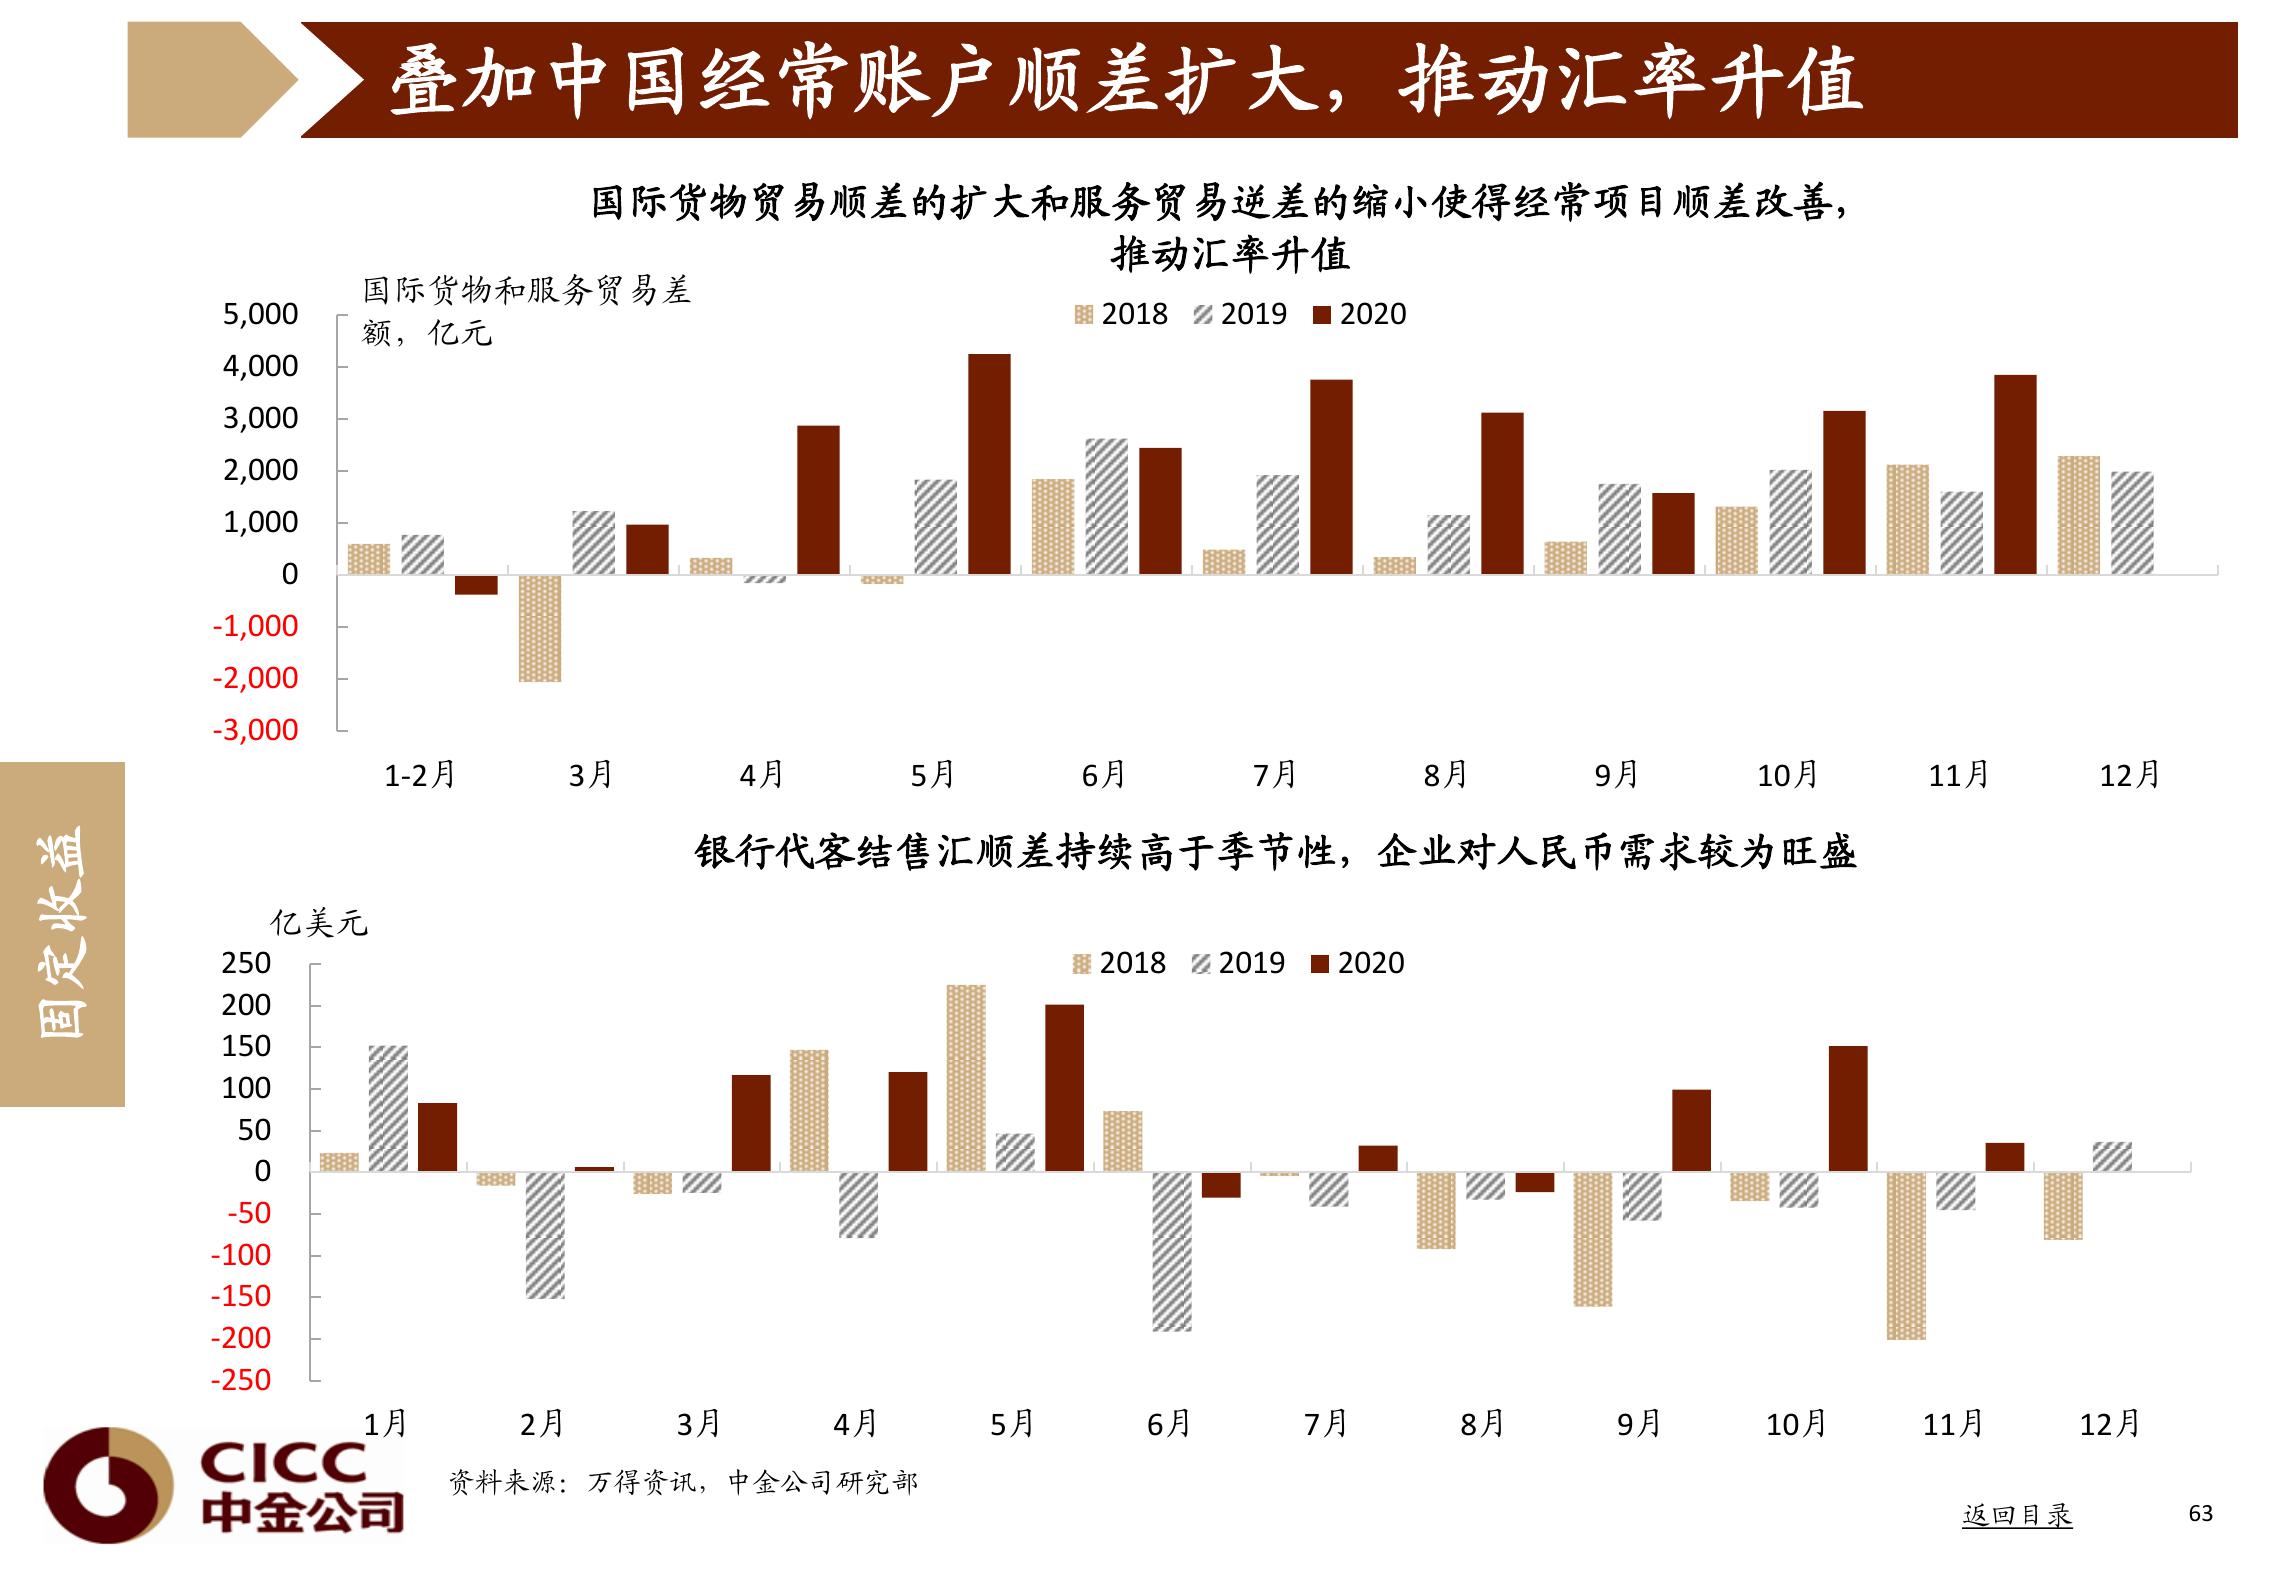 叠加中国经常账户顺差扩大，推动汇率升值
国际货物贸易顺差的扩大和服务贸易逆差的缩小使得经常项目顺差改善，
推动汇率升值
国际货物和服务贸易差
额，亿元
2018 2019 2020
5,000
4,000
3,000
2,000
1,000
0
-1,000
-2,000
-3,000
1-2月 3月 4月 5月 6月 7月 8月 9月 10月 11月 12月
固定收益
银行代客结售汇顺差持续高于季节性，企业对人民币需求较为旺盛
亿美元
2018 2019 2020
250
200
150
100
50
0
-50
-100
-150
-200
-250
1月 2月 3月 4月 5月 6月 7月 8月 9月 10月 11月 12月
CICC
中金公司
资料来源：万得资讯，中金公司研究部
返回目录
63